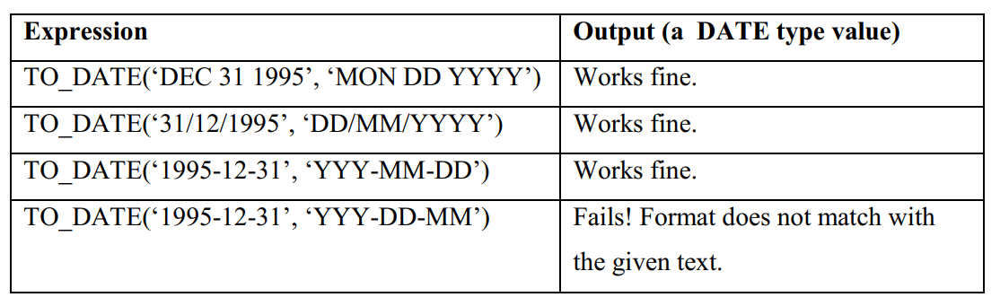 Expression Output (a  DATE type value)
TO_DATE(‘DEC 31 1995’, ‘MON DD YYYY’) Works fine.
TO_DATE(‘31/12/1995’, ‘DD/MM/YYYY’) Works fine.
TO_DATE(‘1995-12-31’, ‘YYY-MM-DD’) Works fine.
TO_DATE(‘1995-12-31’, ‘YYY-DD-MM’) Fails! Format does not match with
the given text.